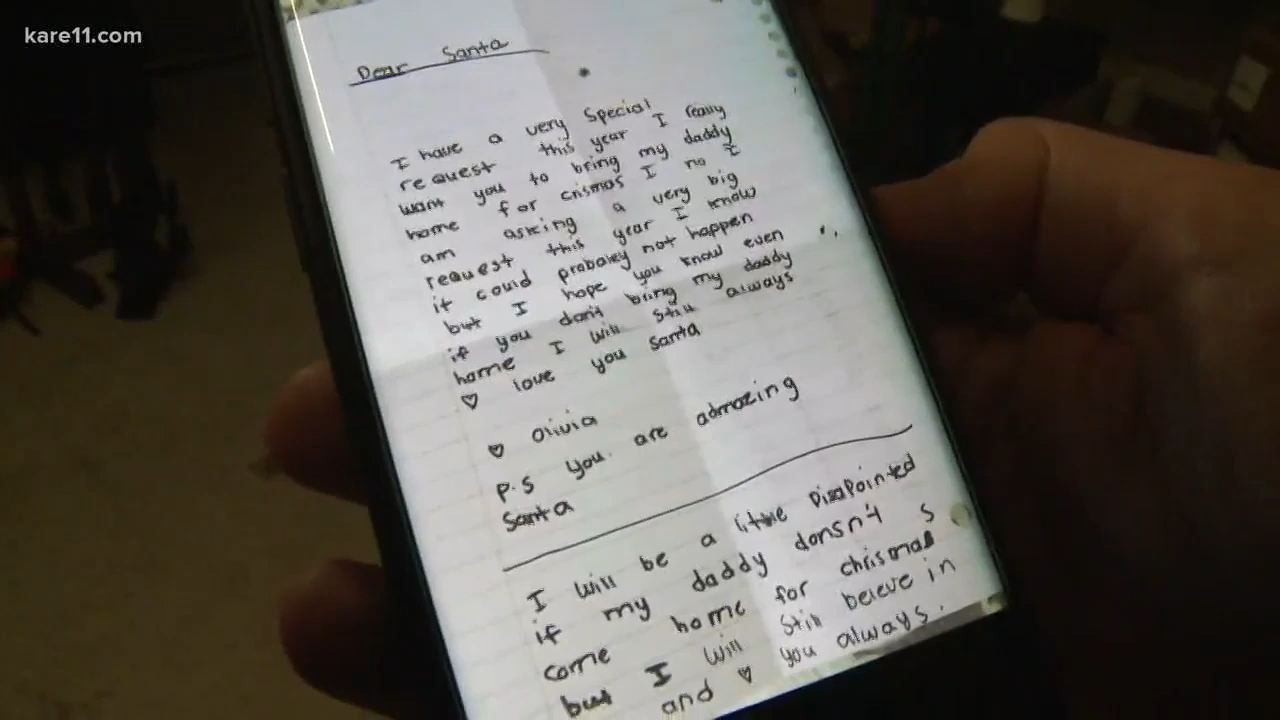 kare11.com
Dear Santa
I have a very special
request this year I really
want you to bring my daddy
home for crismas I no I
am asking a very big
request this year I know
it could probaley not happen
but I hope you know even
if you don't bring my daddy
home I will still always
♡ love you Santa
♡ Olivia
P.S you are admazing
Santa
I will be a little Disapointed
if my daddy donsn't s
come home for chrismas
but I will still beleve in
and ♡ you always.